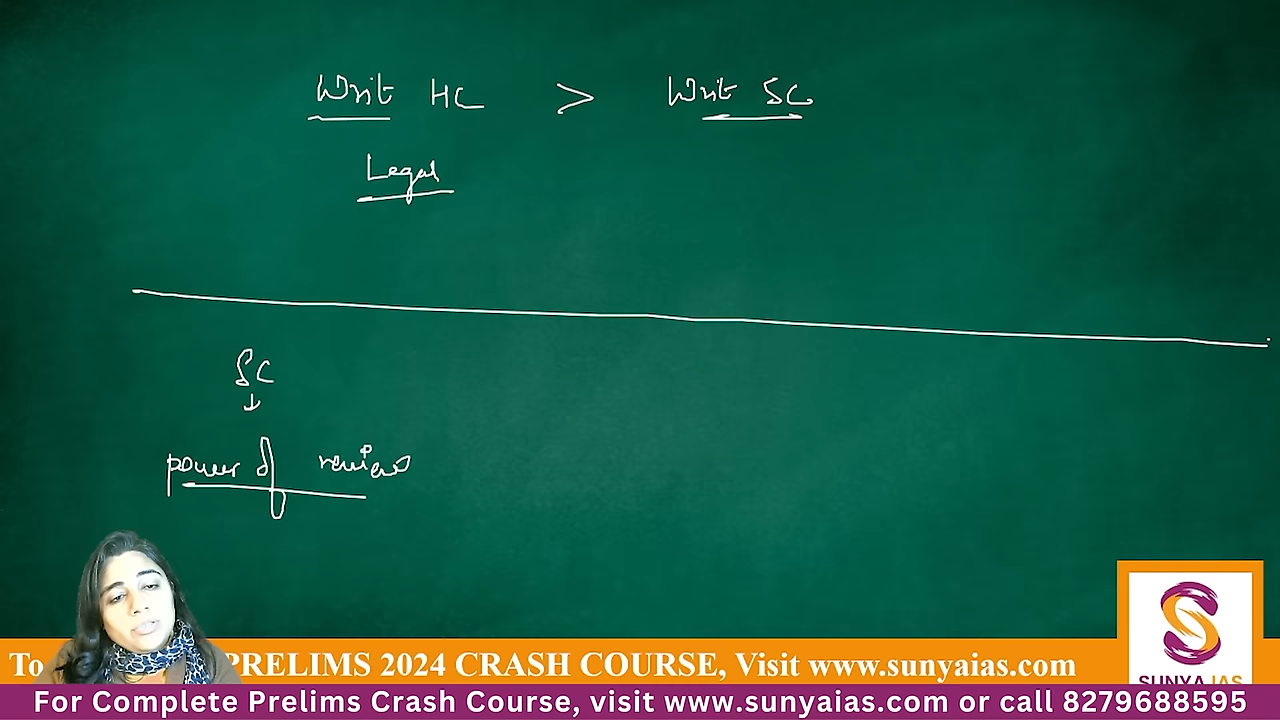 Writ HC > Writ SC
Legal
SC
↓
power of review
To PRELIMS 2024 CRASH COURSE, Visit www.sunyaias.com
SUNYA IAS
For Complete Prelims Crash Course, visit www.sunyaias.com or call 8279688595